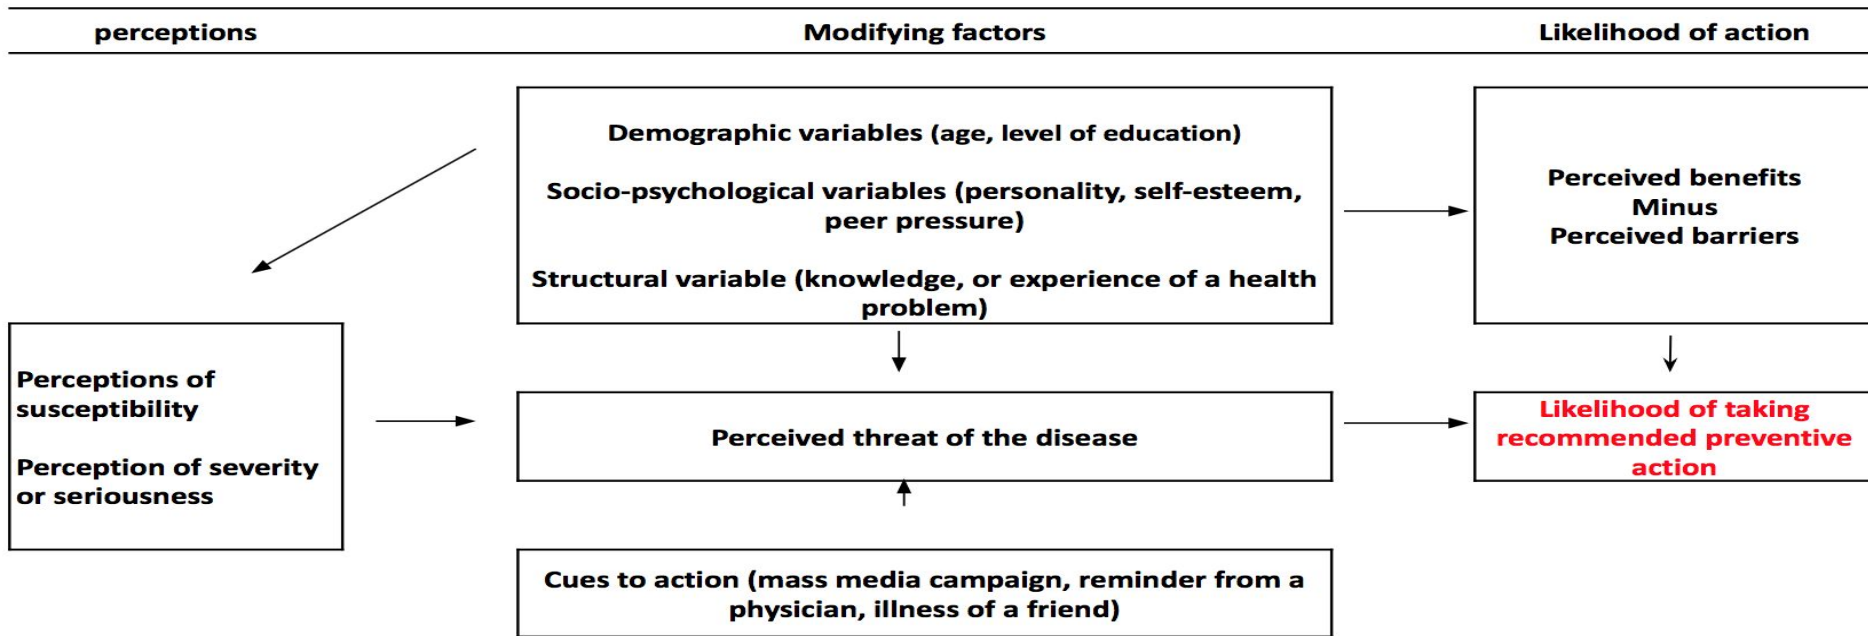 perceptions
Modifying factors
Likelihood of action
Demographic variables (age, level of education)
Socio-psychological variables (personality, self-esteem,
peer pressure)
Structural variable (knowledge, or experience of a health
problem)
Perceived benefits
Minus
Perceived barriers
Perceptions of
susceptibility
Perception of severity
or seriousness
Perceived threat of the disease
Likelihood of taking
recommended preventive
action
Cues to action (mass media campaign, reminder from a
physician, illness of a friend)